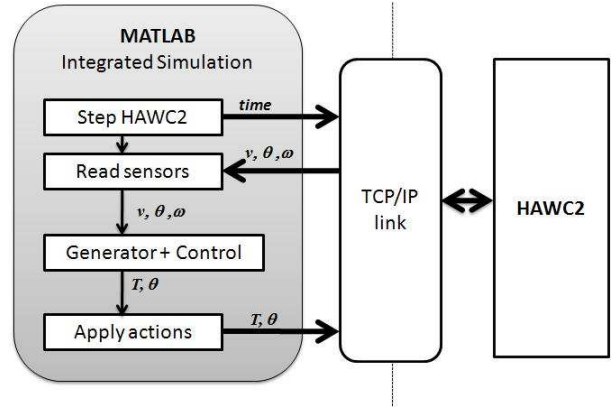 MATLAB
Integrated Simulation
Step HAWC2
time
Read sensors
v, θ ,ω
v, θ,ω
Generator + Control
T, θ
Apply actions
T, θ
TCP/IP
link
HAWC2